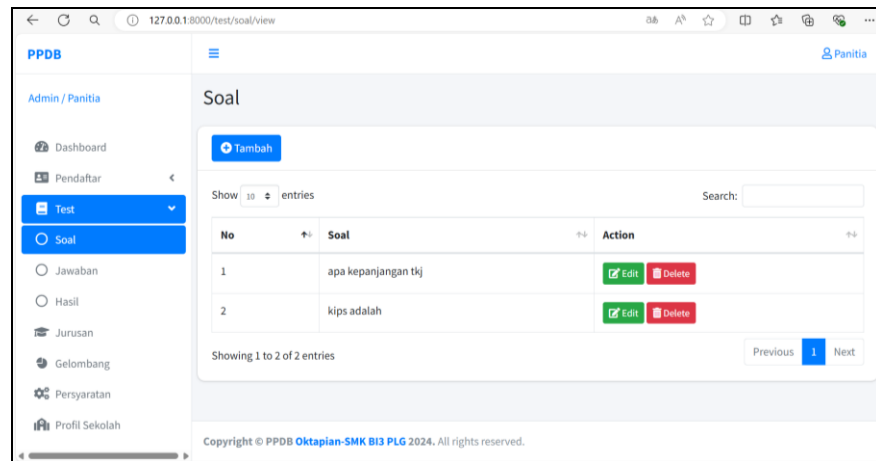 127.0.0.1:8000/test/soal/view
PPDB
Panitia
Admin / Panitia
Dashboard
Pendaftar
Test
Soal
Jawaban
Hasil
Jurusan
Gelombang
Persyaratan
Profil Sekolah
Soal
Tambah
Show 10 entries Search:
No Soal Action
1 apa kepanjangan tkj Edit Delete
2 kips adalah Edit Delete
Showing 1 to 2 of 2 entries Previous 1 Next
Copyright © PPDB Oktapian-SMK BI3 PLG 2024. All rights reserved.